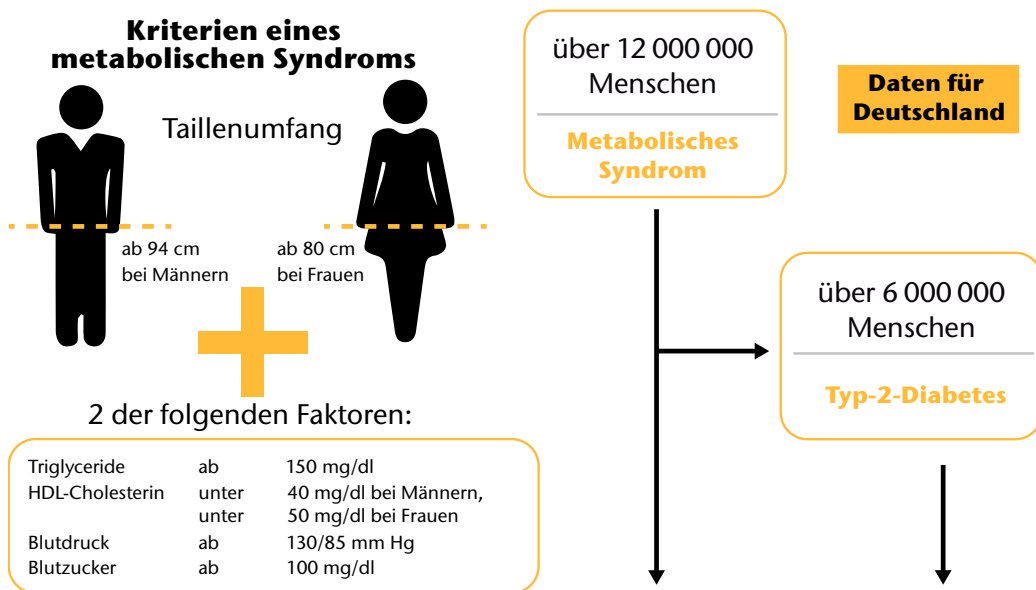 Kriterien eines
metabolischen Syndroms
Taillenumfang
ab 94 cm
bei Männern
ab 80 cm
bei Frauen
2 der folgenden Faktoren:
Triglyceride ab 150 mg/dl
HDL-Cholesterin unter 40 mg/dl bei Männern,
unter 50 mg/dl bei Frauen
Blutdruck ab 130/85 mm Hg
Blutzucker ab 100 mg/dl
über 12 000 000
Menschen
Metabolisches
Syndrom
Daten für
Deutschland
über 6 000 000
Menschen
Typ-2-Diabetes